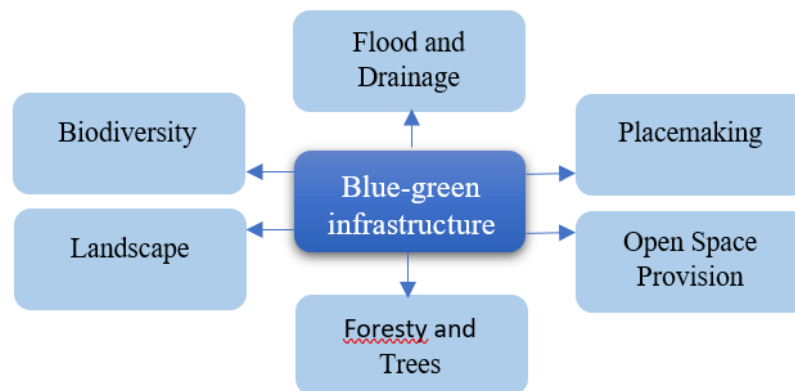 Flood and
Drainage
Biodiversity
Placemaking
Blue-green
infrastructure
Landscape
Open Space
Provision
Foresty and
Trees